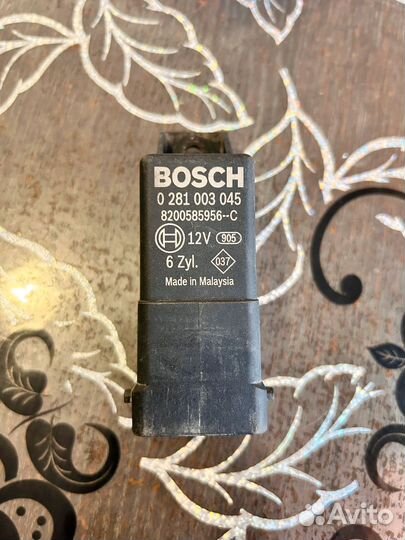 BOSCH
0 281 003 045
8200585956--C
12V 905
6 Zyl. 037
Made in Malaysia
Avito